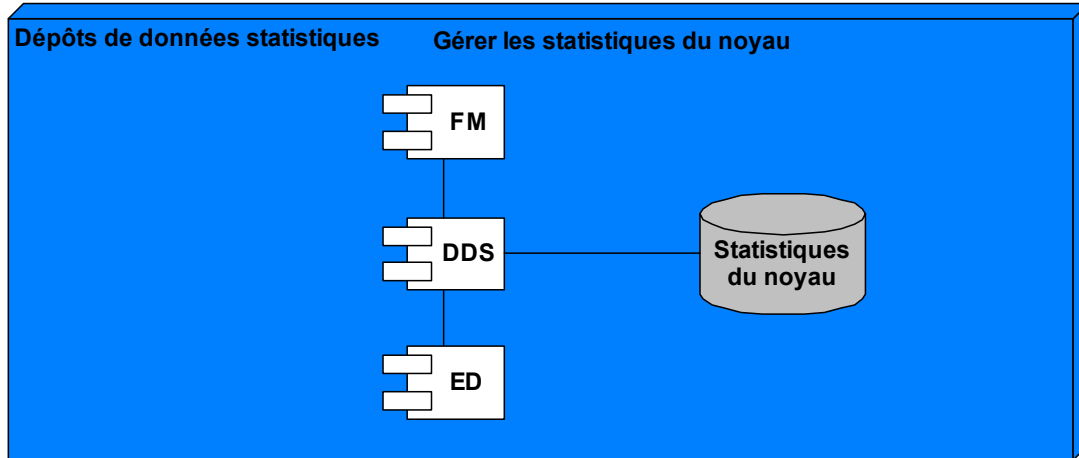 Dépôts de données statistiques
Gérer les statistiques du noyau
FM
DDS
Statistiques
du noyau
ED